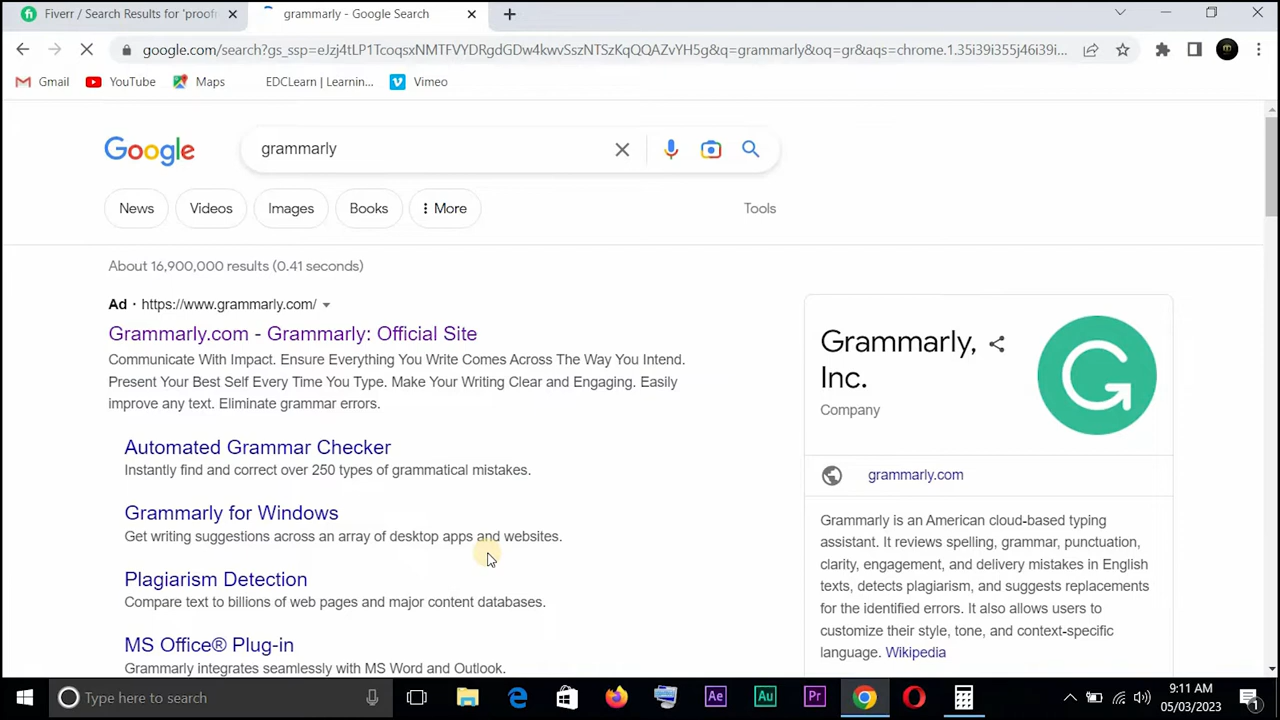 Fiverr / Search Results for 'proofr
grammarly - Google Search
google.com/search?gs_ssp=eJzj4tLP1TcoqsxNMTFVYDRgdGDw4kwvSszNTSzKqQQAZvYH5g&q=grammarly&oq=gr&aqs=chrome.1.35i39i355j46i39i...
Gmail YouTube Maps EDCLearn | Learnin... Vimeo
Google grammarly
News Videos Images Books More Tools
About 16,900,000 results (0.41 seconds)
Ad · https://www.grammarly.com/
Grammarly.com - Grammarly: Official Site
Communicate With Impact. Ensure Everything You Write Comes Across The Way You Intend.
Present Your Best Self Every Time You Type. Make Your Writing Clear and Engaging. Easily
improve any text. Eliminate grammar errors.
Automated Grammar Checker
Instantly find and correct over 250 types of grammatical mistakes.
Grammarly for Windows
Get writing suggestions across an array of desktop apps and websites.
Plagiarism Detection
Compare text to billions of web pages and major content databases.
MS Office® Plug-in
Grammarly integrates seamlessly with MS Word and Outlook.
Grammarly,
Inc.
Company
G
grammarly.com
Grammarly is an American cloud-based typing
assistant. It reviews spelling, grammar, punctuation,
clarity, engagement, and delivery mistakes in English
texts, detects plagiarism, and suggests replacements
for the identified errors. It also allows users to
customize their style, tone, and context-specific
language. Wikipedia
Type here to search
Ae Au Pr
9:11 AM
05/03/2023
1